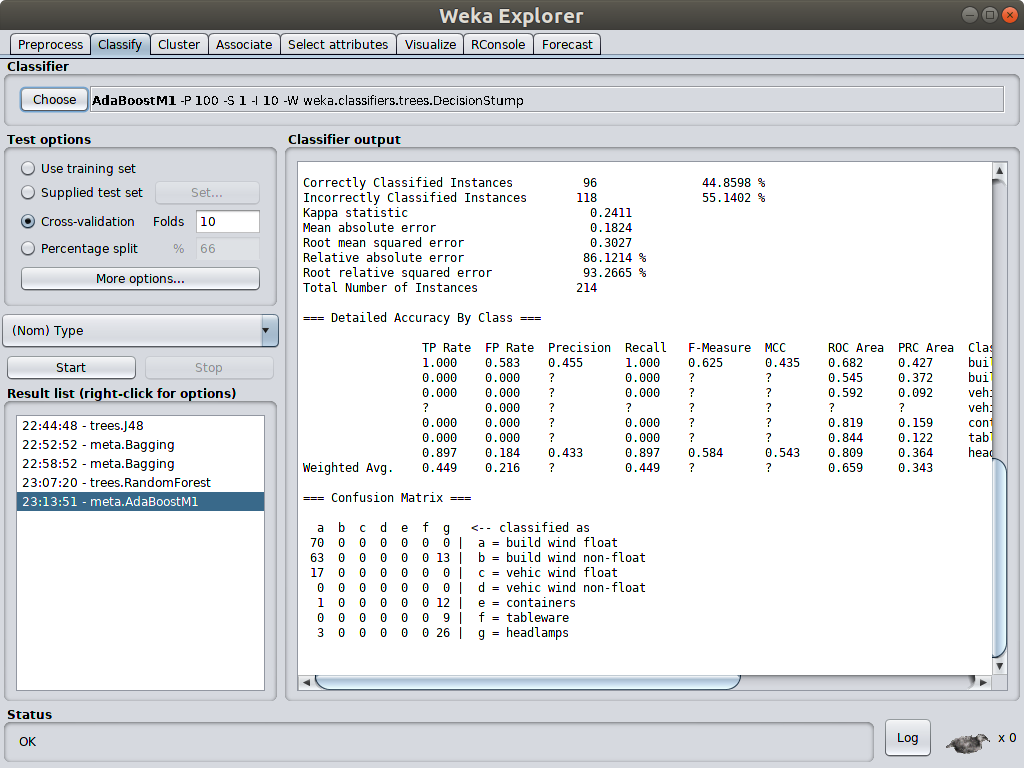 Weka Explorer
Preprocess Classify Cluster Associate Select attributes Visualize RConsole Forecast
Classifier
Choose AdaBoostM1 -P 100 -S 1 -I 10 -W weka.classifiers.trees.DecisionStump
Test options
Use training set
Supplied test set Set...
Cross-validation Folds 10
Percentage split % 66
More options...
(Nom) Type
Start Stop
Result list (right-click for options)
22:44:48 - trees.J48
22:52:52 - meta.Bagging
22:58:52 - meta.Bagging
23:07:20 - trees.RandomForest
23:13:51 - meta.AdaBoostM1
Classifier output
Correctly Classified Instances 96 44.8598 %
Incorrectly Classified Instances 118 55.1402 %
Kappa statistic 0.2411
Mean absolute error 0.1824
Root mean squared error 0.3027
Relative absolute error 86.1214 %
Root relative squared error 93.2665 %
Total Number of Instances 214
=== Detailed Accuracy By Class ===
TP Rate FP Rate Precision Recall F-Measure MCC ROC Area PRC Area Clas
1.000 0.583 0.455 1.000 0.625 0.435 0.682 0.427 buil
0.000 0.000 ? 0.000 ? ? 0.545 0.372 buil
0.000 0.000 ? 0.000 ? ? 0.592 0.092 vehi
? 0.000 ? ? ? ? ? ? vehi
0.000 0.000 ? 0.000 ? ? 0.819 0.159 cont
0.000 0.000 ? 0.000 ? ? 0.844 0.122 tabl
0.897 0.184 0.433 0.897 0.584 0.543 0.809 0.364 head
Weighted Avg. 0.449 0.216 ? 0.449 ? ? 0.659 0.343
=== Confusion Matrix ===
a b c d e f g <-- classified as
70 0 0 0 0 0 0 | a = build wind float
63 0 0 0 0 0 13 | b = build wind non-float
17 0 0 0 0 0 0 | c = vehic wind float
0 0 0 0 0 0 0 | d = vehic wind non-float
1 0 0 0 0 0 12 | e = containers
0 0 0 0 0 0 9 | f = tableware
3 0 0 0 0 0 26 | g = headlamps
Status
OK
Log
x 0